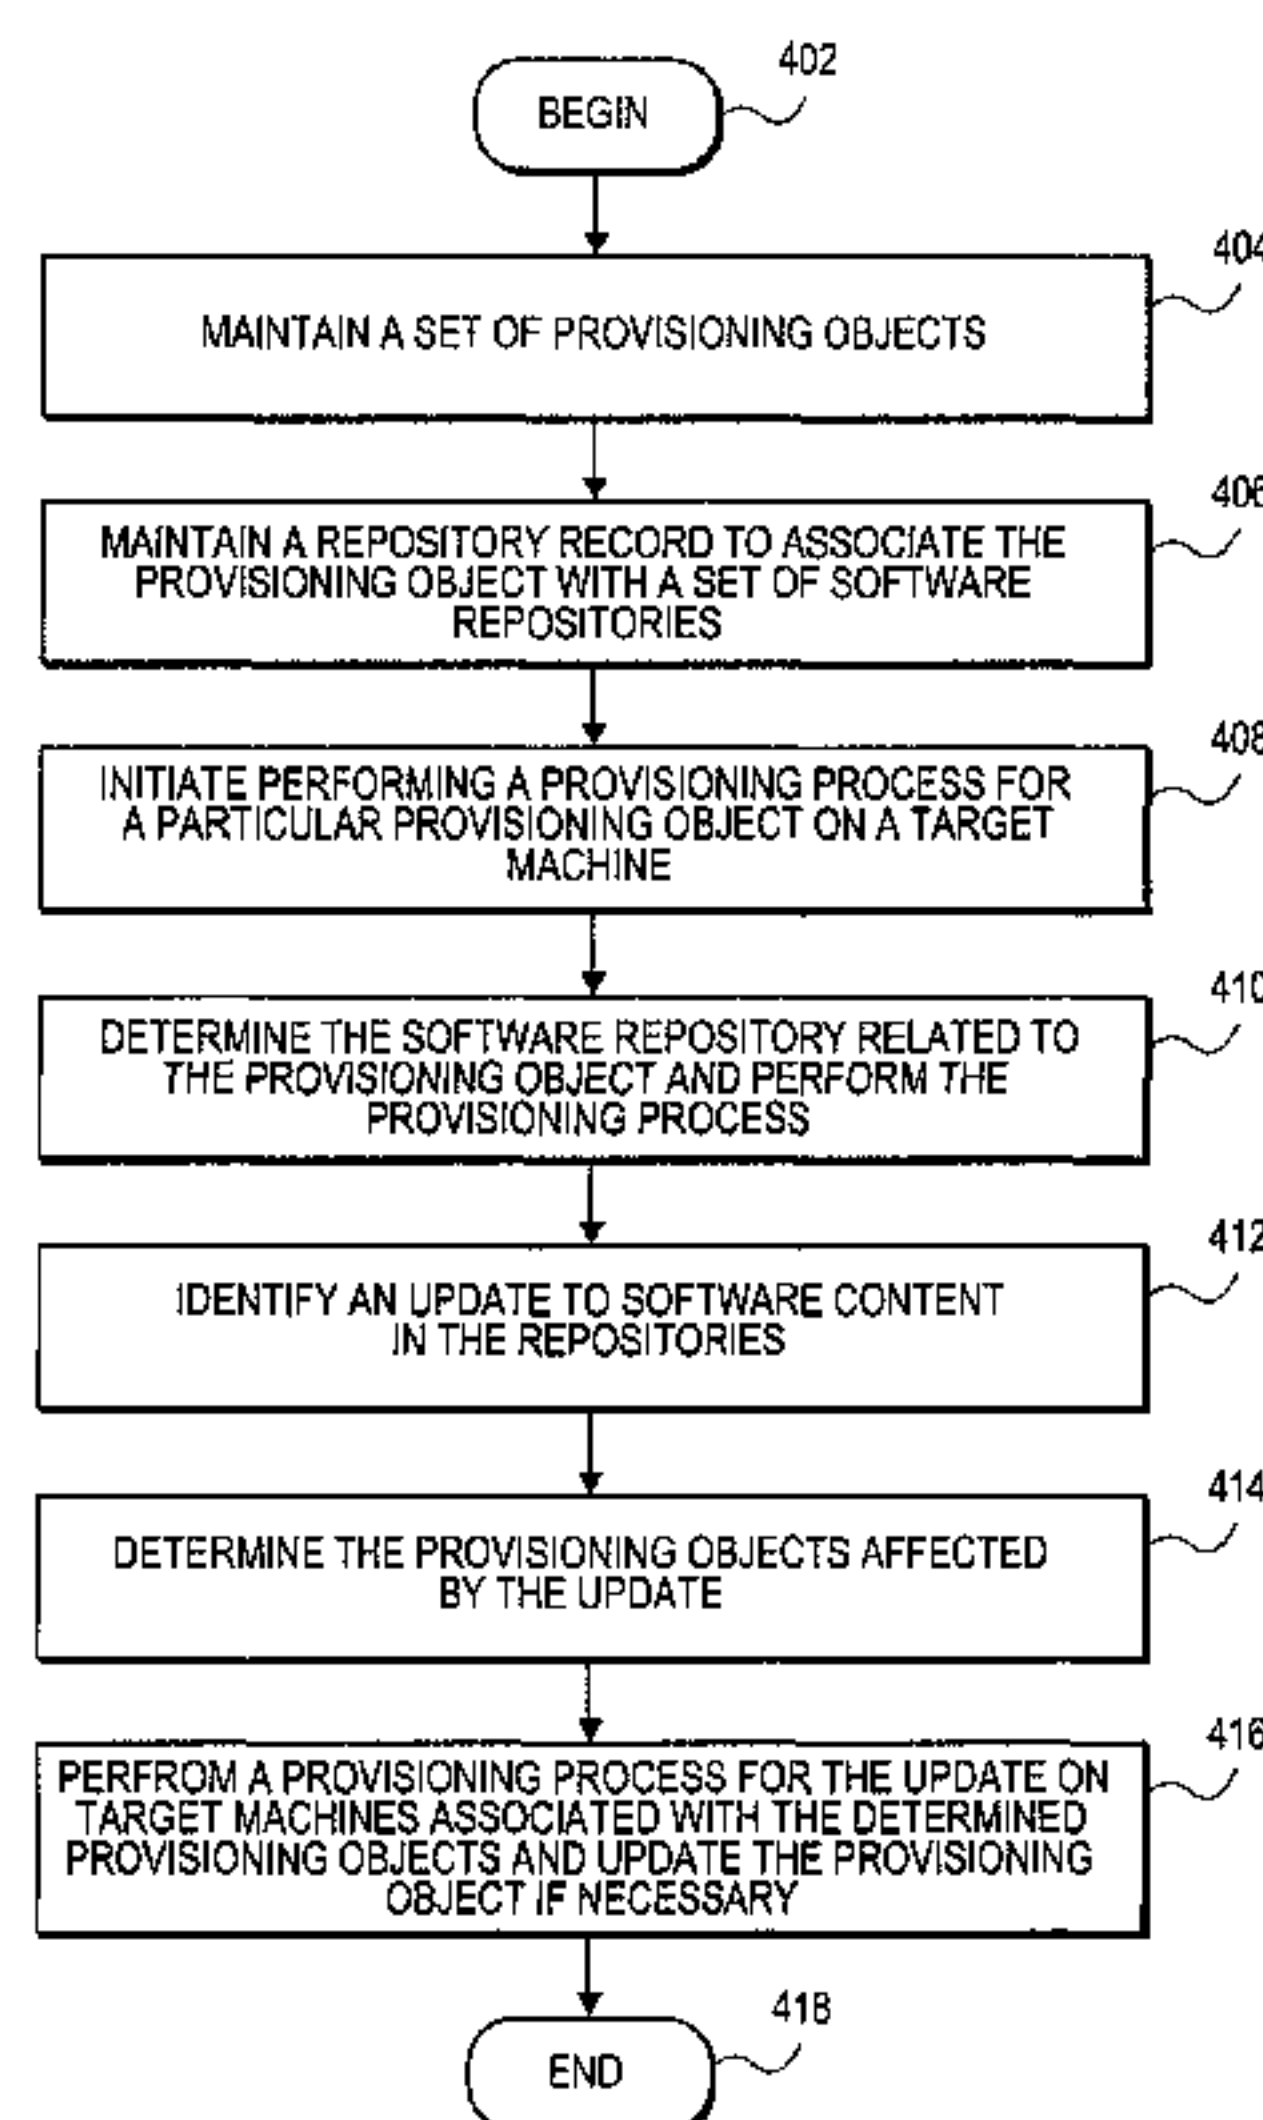 402
BEGIN
404
MAINTAIN A SET OF PROVISIONING OBJECTS
406
MAINTAIN A REPOSITORY RECORD TO ASSOCIATE THE
PROVISIONING OBJECT WITH A SET OF SOFTWARE
REPOSITORIES
408
INITIATE PERFORMING A PROVISIONING PROCESS FOR
A PARTICULAR PROVISIONING OBJECT ON A TARGET
MACHINE
410
DETERMINE THE SOFTWARE REPOSITORY RELATED TO
THE PROVISIONING OBJECT AND PERFORM THE
PROVISIONING PROCESS
412
IDENTIFY AN UPDATE TO SOFTWARE CONTENT
IN THE REPOSITORIES
414
DETERMINE THE PROVISIONING OBJECTS AFFECTED
BY THE UPDATE
416
PERFROM A PROVISIONING PROCESS FOR THE UPDATE ON
TARGET MACHINES ASSOCIATED WITH THE DETERMINED
PROVISIONING OBJECTS AND UPDATE THE PROVISIONING
OBJECT IF NECESSARY
418
END